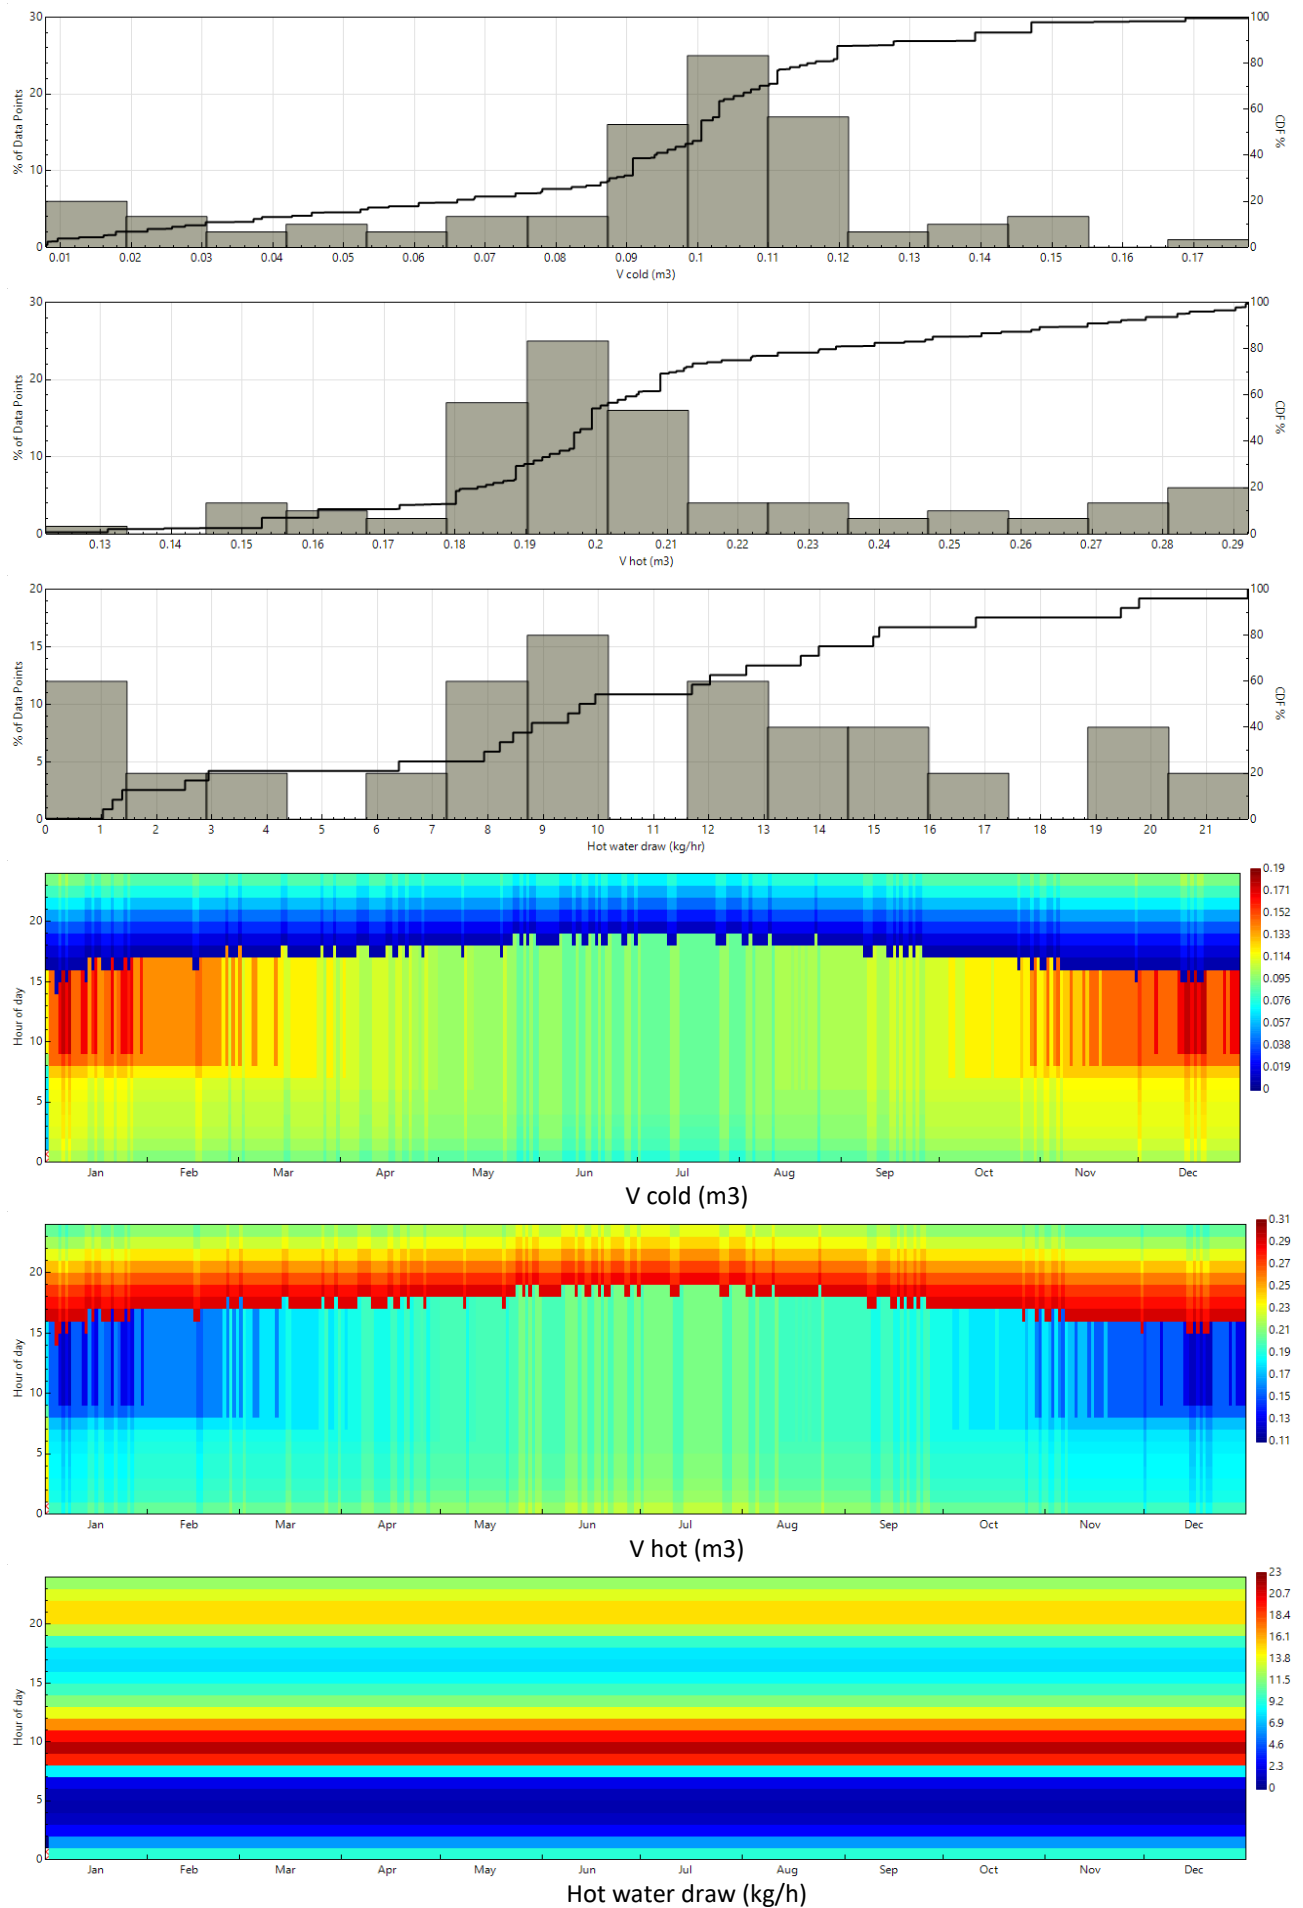 30 20 10 0
% of Data Points
100 80 60 40 20 0
CDF %
0.01 0.02 0.03 0.04 0.05 0.06 0.07 0.08 0.09 0.1 0.11 0.12 0.13 0.14 0.15 0.16 0.17
V cold (m3)
30 20 10 0
% of Data Points
100 80 60 40 20 0
CDF %
0.13 0.14 0.15 0.16 0.17 0.18 0.19 0.2 0.21 0.22 0.23 0.24 0.25 0.26 0.27 0.28 0.29
V hot (m3)
20 15 10 5 0
% of Data Points
100 80 60 40 20 0
CDF %
0 1 2 3 4 5 6 7 8 9 10 11 12 13 14 15 16 17 18 19 20 21
Hot water draw (kg/hr)
20 15 10 5 0
Hour of day
0.19 0.171 0.152 0.133 0.114 0.095 0.076 0.057 0.038 0.019 0
Jan Feb Mar Apr May Jun Jul Aug Sep Oct Nov Dec
V cold (m3)
20 15 10 5 0
Hour of day
0.31 0.29 0.27 0.25 0.23 0.21 0.19 0.17 0.15 0.13 0.11
Jan Feb Mar Apr May Jun Jul Aug Sep Oct Nov Dec
V hot (m3)
20 15 10 5 0
Hour of day
23 20.7 18.4 16.1 13.8 11.5 9.2 6.9 4.6 2.3 0
Jan Feb Mar Apr May Jun Jul Aug Sep Oct Nov Dec
Hot water draw (kg/h)